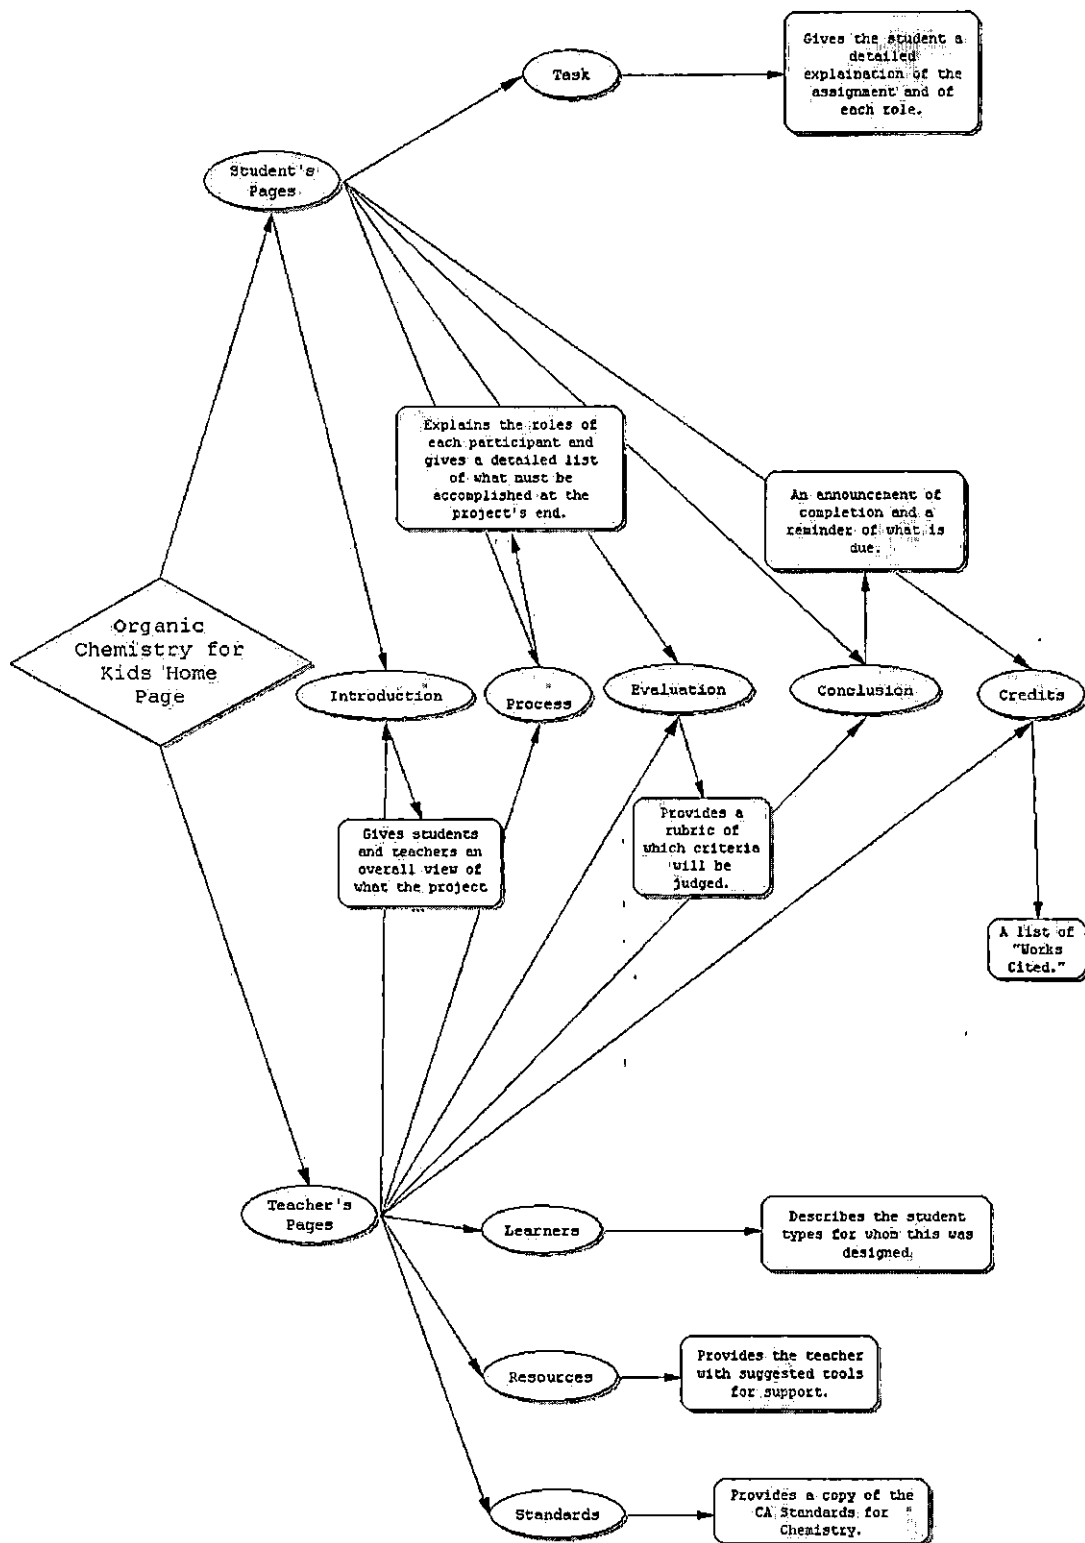 Gives the student a
detailed
explaination of the
assignment and of
each role.
Task
Student's
Pages
Explains the roles of
each participant and
gives a detailed list
of what must be
accomplished at the
project's end.
An announcement of
completion and a
reminder of what is
due.
Organic
Chemistry for
Kids Home
Page
Introduction
Process
Evaluation
Conclusion
Credits
Gives students
and teachers an
overall view of
what the project
...
Provides a
rubric of
which criteria
will be
judged.
A list of
"Works
Cited."
Teacher's
Pages
Learners
Describes the student
types for whom this was
designed.
Resources
Provides the teacher
with suggested tools
for support.
Standards
Provides a copy of the
CA Standards for
Chemistry.